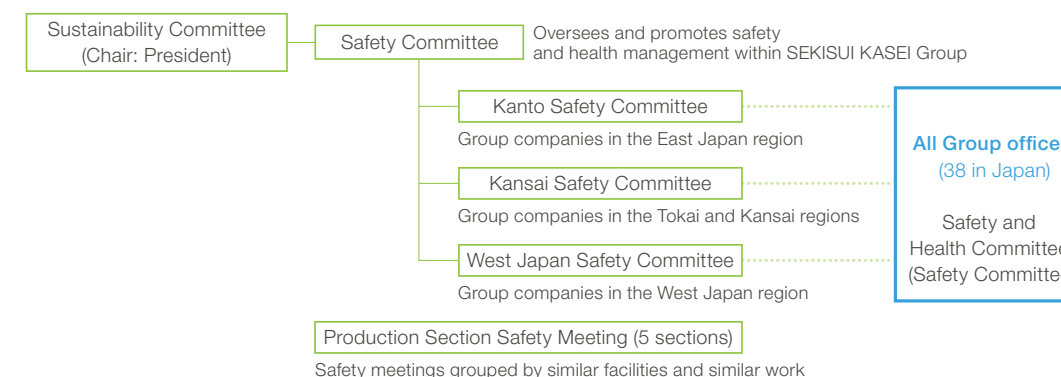 Sustainability Committee
(Chair: President)
Safety Committee
Oversees and promotes safety
and health management within SEKISUI KASEI Group
Kanto Safety Committee
Group companies in the East Japan region
Kansai Safety Committee
Group companies in the Tokai and Kansai regions
West Japan Safety Committee
Group companies in the West Japan region
All Group office
(38 in Japan)
Safety and
Health Committee
(Safety Committe
Production Section Safety Meeting (5 sections)
Safety meetings grouped by similar facilities and similar work